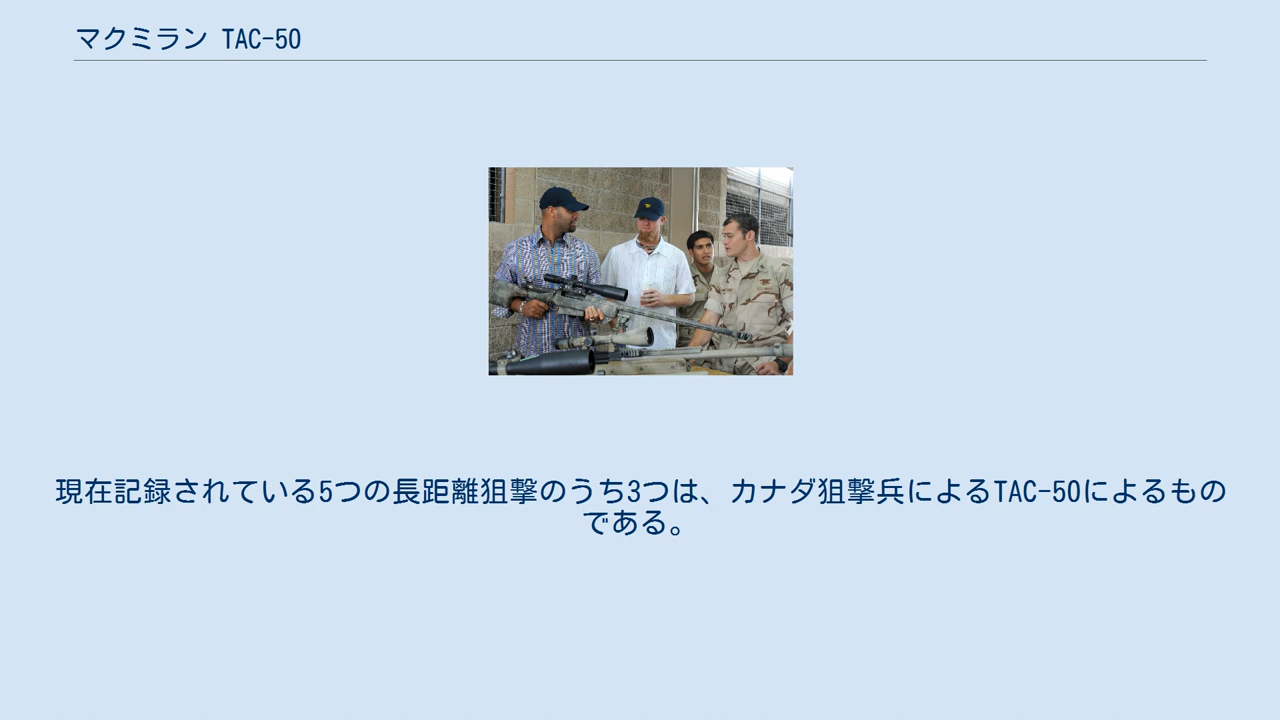 マクミラン TAC-50
現在記録されている5つの長距離狙撃のうち3つは、カナダ狙撃兵によるTAC-50によるもの
である。